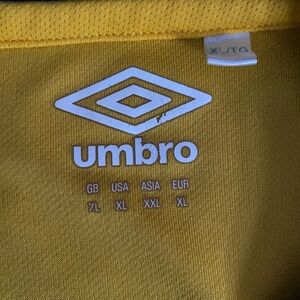 XL/TG
umbro
GB USA ASIA EUR
XL XL XXL XL